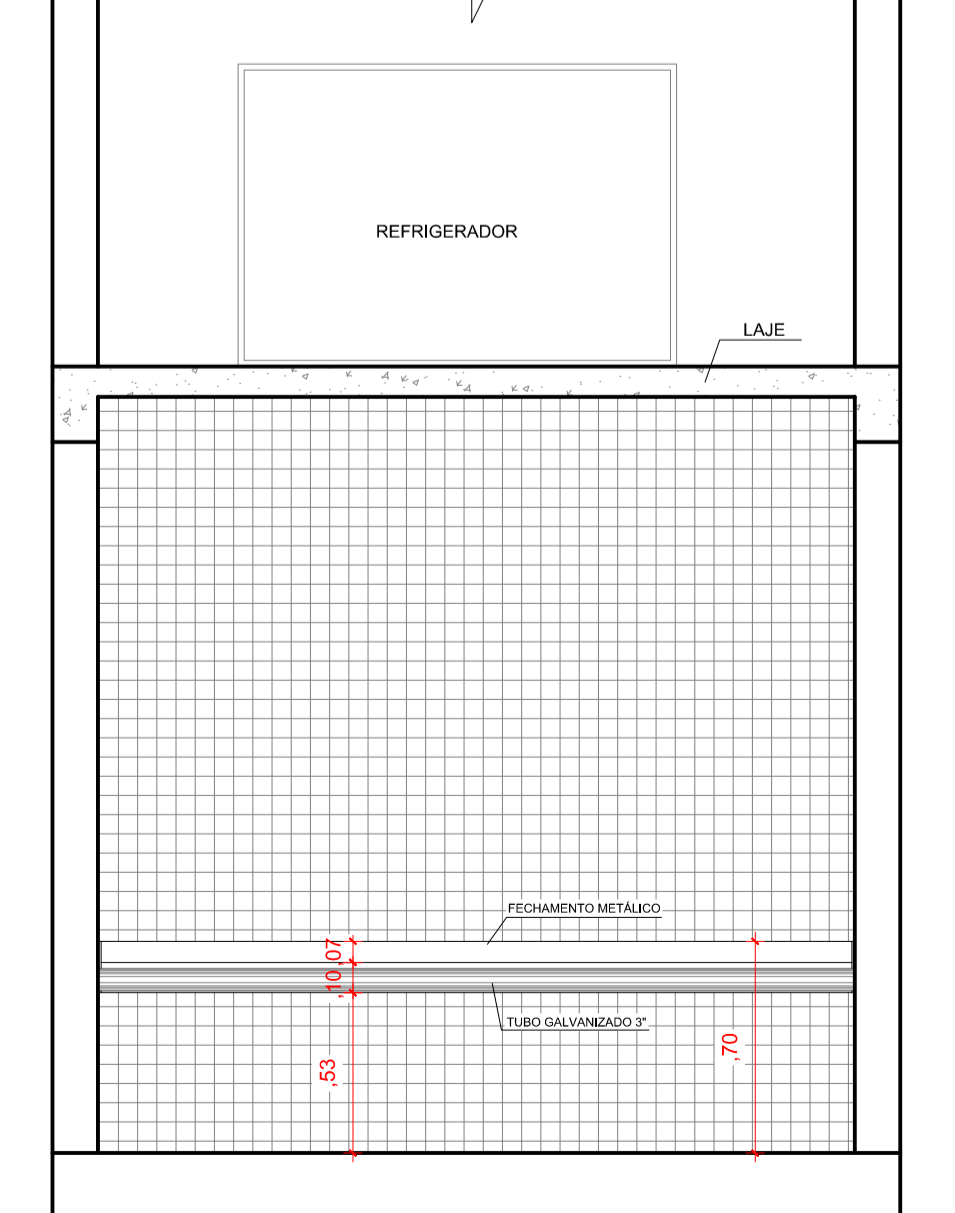 REFRIGERADOR
LAJE
FECHAMENTO METÁLICO
,07
,10
TUBO GALVANIZADO 3"
,53
,70